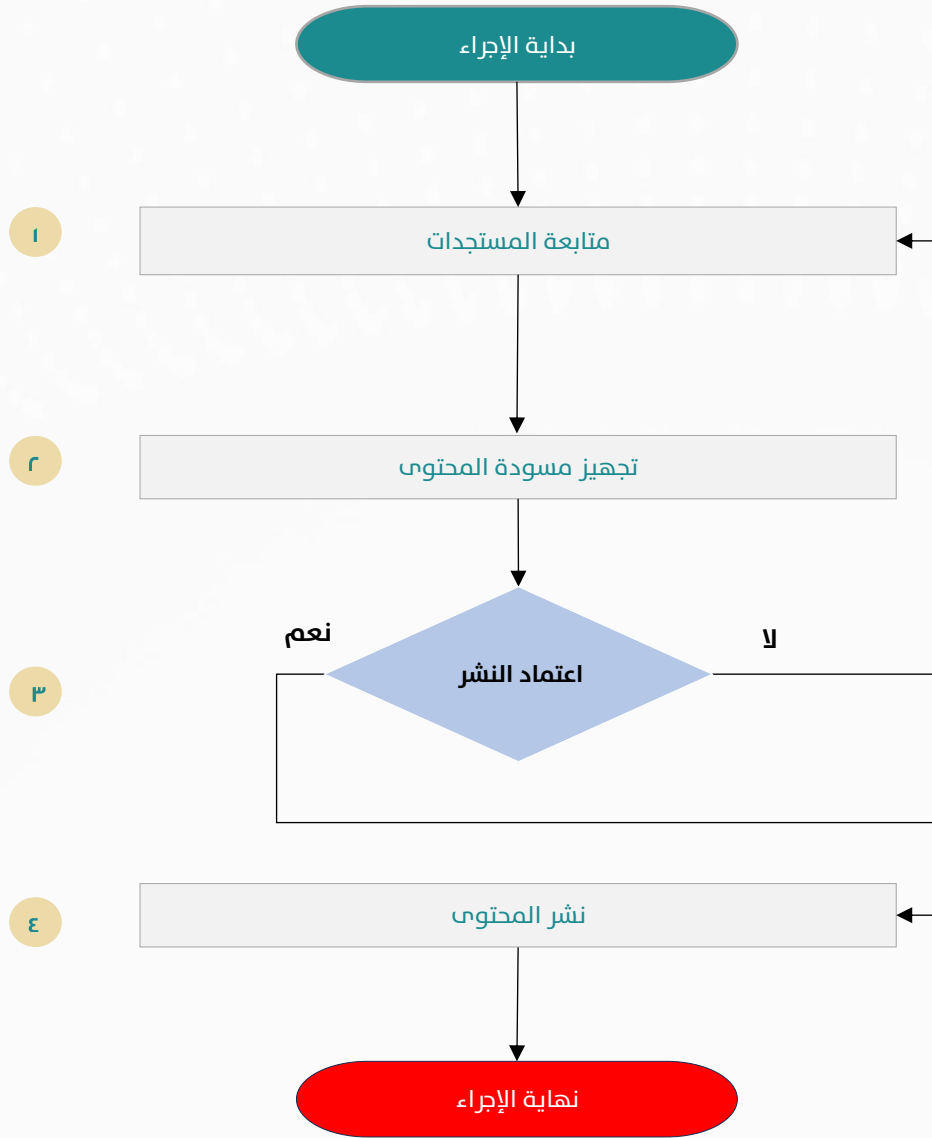 بداية الإجراء
١
متابعة المستجدات
٢
تجهيز مسودة المحتوى
نعم
لا
٣
اعتماد النشر
٤
نشر المحتوى
نهاية الإجراء